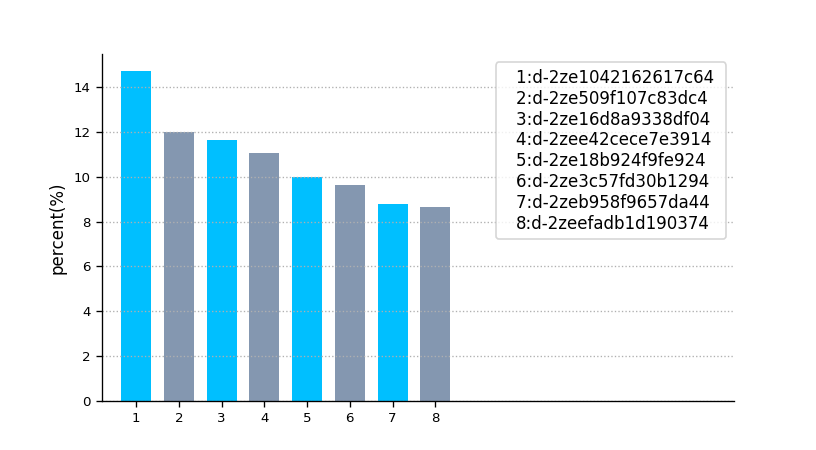 percent(%)
14
12
10
8
6
4
2
0
1 2 3 4 5 6 7 8
1:d-2ze1042162617c64
2:d-2ze509f107c83dc4
3:d-2ze16d8a9338df04
4:d-2zee42cece7e3914
5:d-2ze18b924f9fe924
6:d-2ze3c57fd30b1294
7:d-2zeb958f9657da44
8:d-2zeefadb1d190374